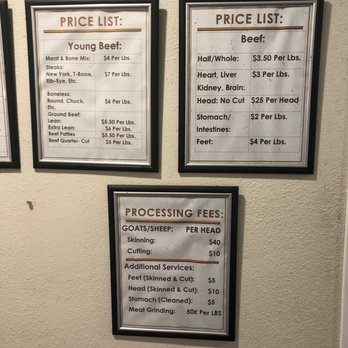 PRICE LIST:
Young Beef:
Meat & Bone Mix: $4 Per Lbs.
Steaks:
New York, T-Bone, $7 Per Lbs.
Rib-Eye, Etc.
Boneless:
Round, Chuck, $6 Per Lbs.
Etc.
Ground Beef:
Lean: $5.50 Per Lbs.
Extra Lean: $6 Per Lbs.
Beef Patties $5.50 Per Lbs.
Beef Quarter- Cut $5 Per Lbs.
PRICE LIST:
Beef:
Half/Whole: $3.50 Per Lbs.
Heart, Liver $3 Per Lbs.
Kidney, Brain:
Head: No Cut $25 Per Head
Stomach/ $2 Per Lbs.
Intestines:
Feet: $4 Per Lbs.
PROCESSING FEES:
GOATS/SHEEP: PER HEAD
Skinning: $40
Cutting: $10
Additional Services:
Feet (Skinned & Cut): $5
Head (Skinned & Cut): $10
Stomach (Cleaned): $5
Meat Grinding: 50¢ Per LBS